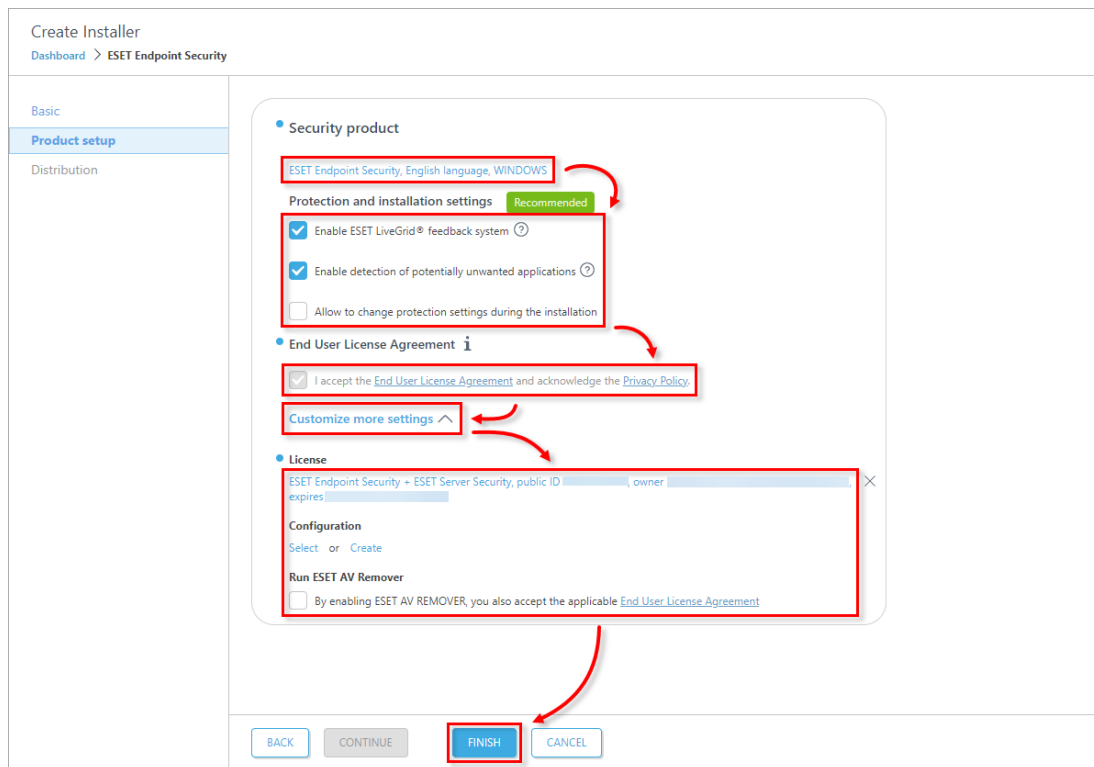 Create Installer
Dashboard > ESET Endpoint Security
Basic
Product setup
Distribution
Security product
ESET Endpoint Security, English language, WINDOWS
Protection and installation settings Recommended
Enable ESET LiveGrid® feedback system ?
Enable detection of potentially unwanted applications ?
Allow to change protection settings during the installation
End User License Agreement i
I accept the End User License Agreement and acknowledge the Privacy Policy.
Customize more settings
License
ESET Endpoint Security + ESET Server Security, public ID , owner ,
expires
Configuration
Select or Create
Run ESET AV Remover
By enabling ESET AV REMOVER, you also accept the applicable End User License Agreement
BACK CONTINUE FINISH CANCEL